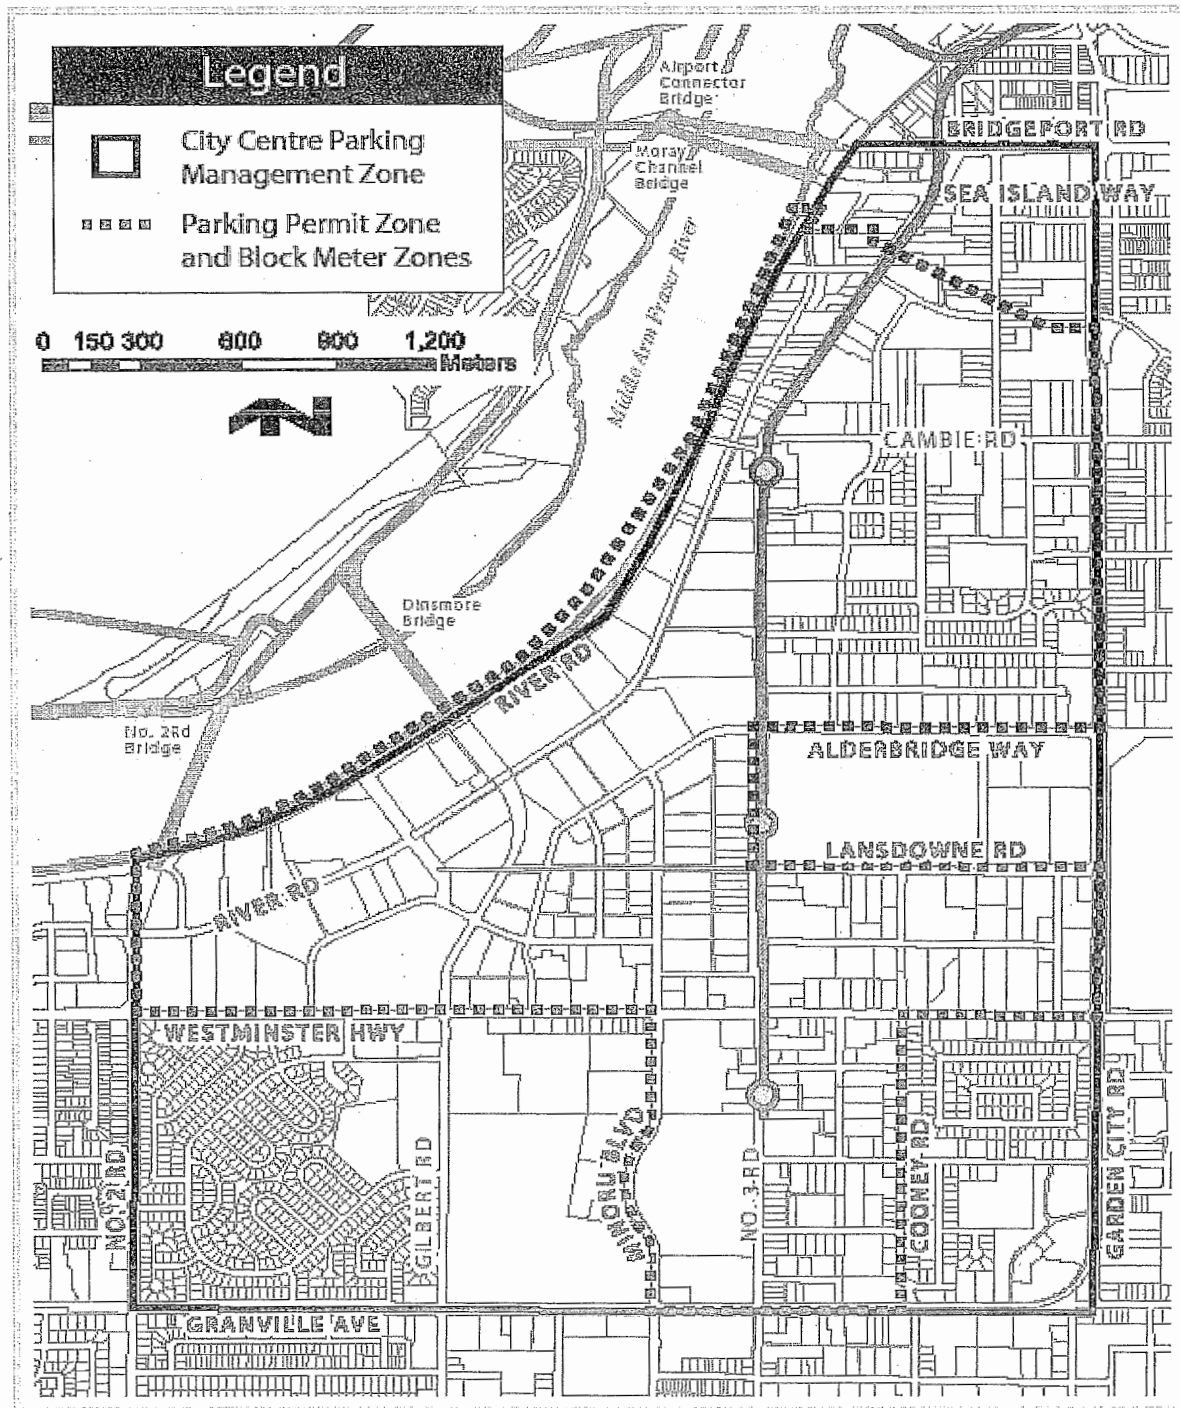 Legend
City Centre Parking
Management Zone
Parking Permit Zone
and Block Meter Zones
0 150 300 600 900 1,200
Meters
N
Airport
Connector
Bridge
Moray
Channel
Bridge
Middle Arm Fraser River
BRIDGEPORT RD
SEA ISLAND WAY
CAMBIE RD
Dinsmore
Bridge
RIVER RD
No. 2Rd
Bridge
ALDERBRIDGE WAY
LANSDOWNE RD
RIVER RD
WESTMINSTER HWY
NO. 2 RD
GILBERT RD
MINORU BLVD
NO. 3 RD
COONEY RD
GARDEN CITY RD
GRANVILLE AVE